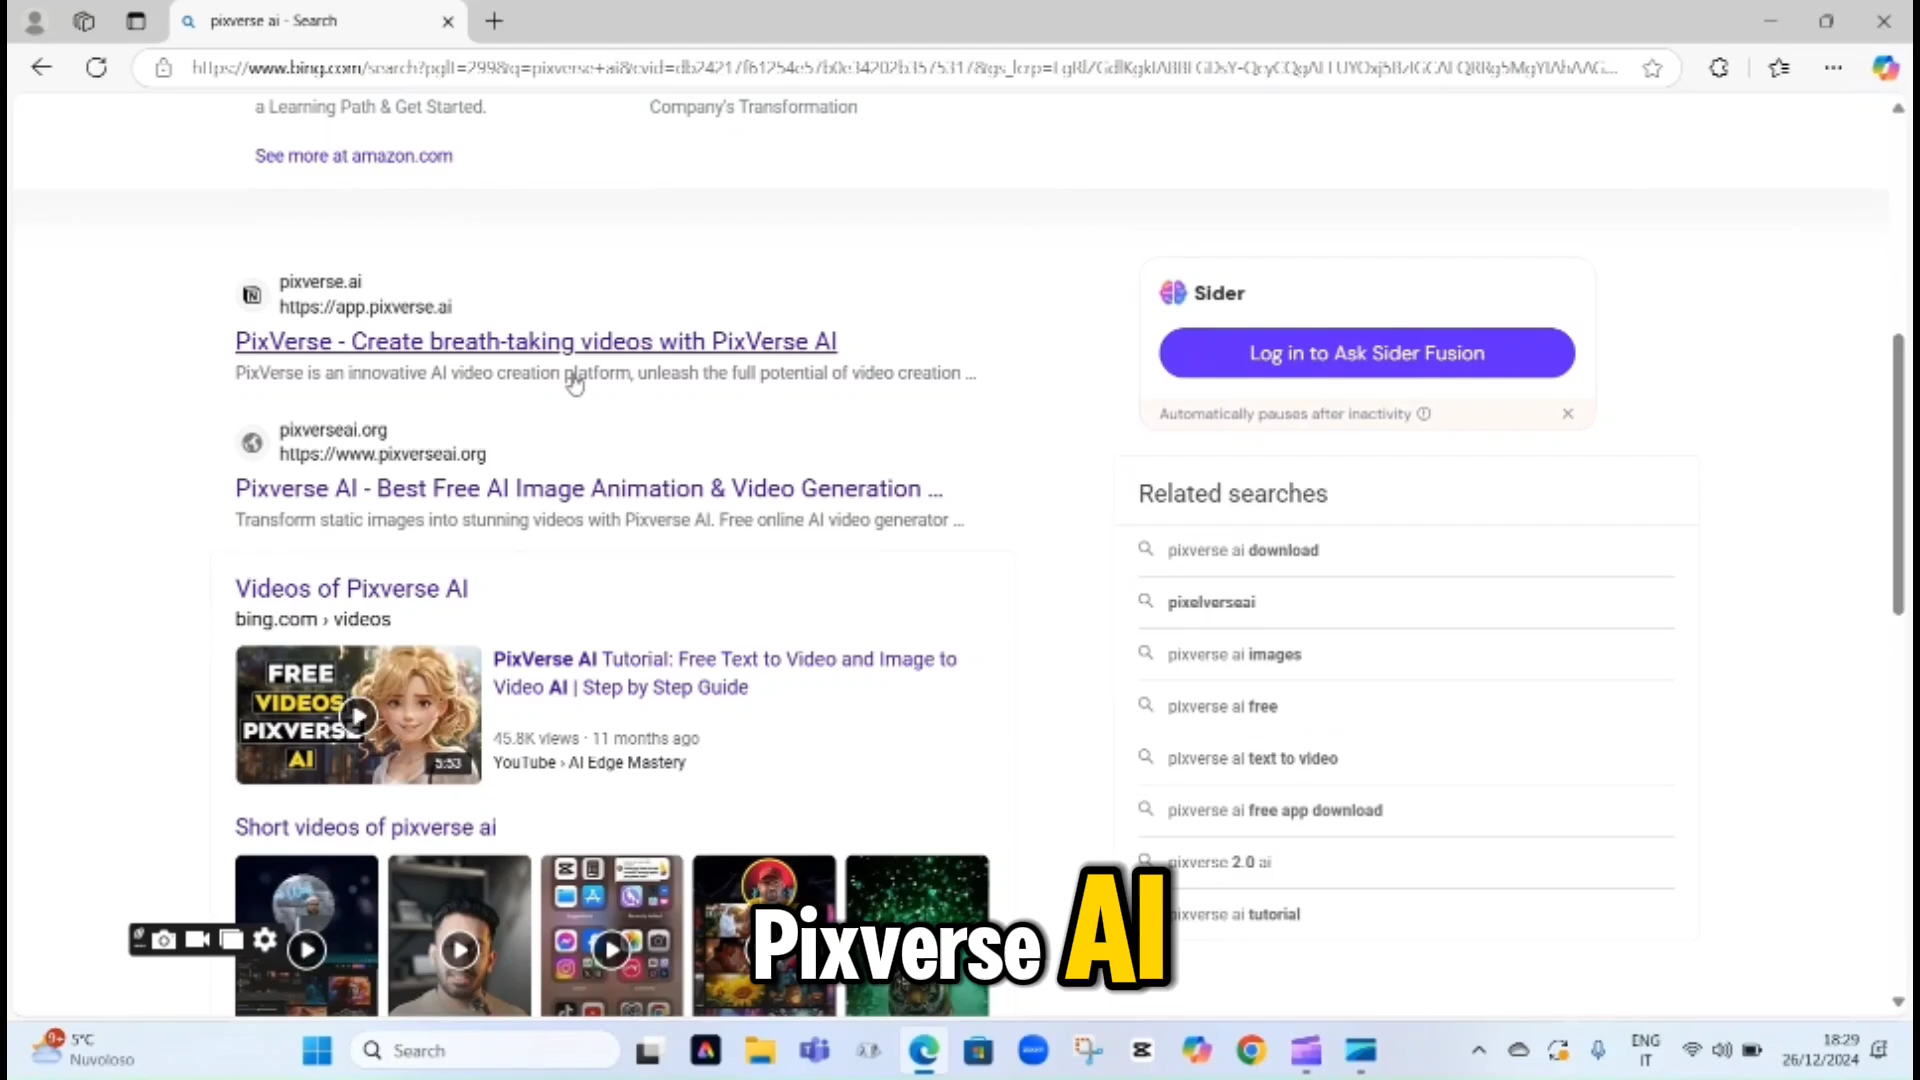 pixverse ai - Search
a Learning Path & Get Started.
Company's Transformation
See more at amazon.com
pixverse.ai
https://app.pixverse.ai
PixVerse - Create breath-taking videos with PixVerse AI
PixVerse is an innovative AI video creation platform, unleash the full potential of video creation ...
pixverseai.org
https://www.pixverseai.org
Pixverse AI - Best Free AI Image Animation & Video Generation ...
Transform static images into stunning videos with Pixverse AI. Free online AI video generator ...
Sider
Log in to Ask Sider Fusion
Automatically pauses after inactivity
Related searches
pixverse ai download
pixelverseai
pixverse ai images
pixverse ai free
pixverse ai text to video
pixverse ai free app download
pixverse 2.0 ai
pixverse ai tutorial
Videos of Pixverse AI
bing.com › videos
FREE
VIDEOS
PIXVERSE
AI
5:53
PixVerse AI Tutorial: Free Text to Video and Image to
Video AI | Step by Step Guide
45.8K views · 11 months ago
YouTube › AI Edge Mastery
Short videos of pixverse ai
Pixverse AI
9+
5°C
Nuvoloso
Search
ENG
IT
18:29
26/12/2024